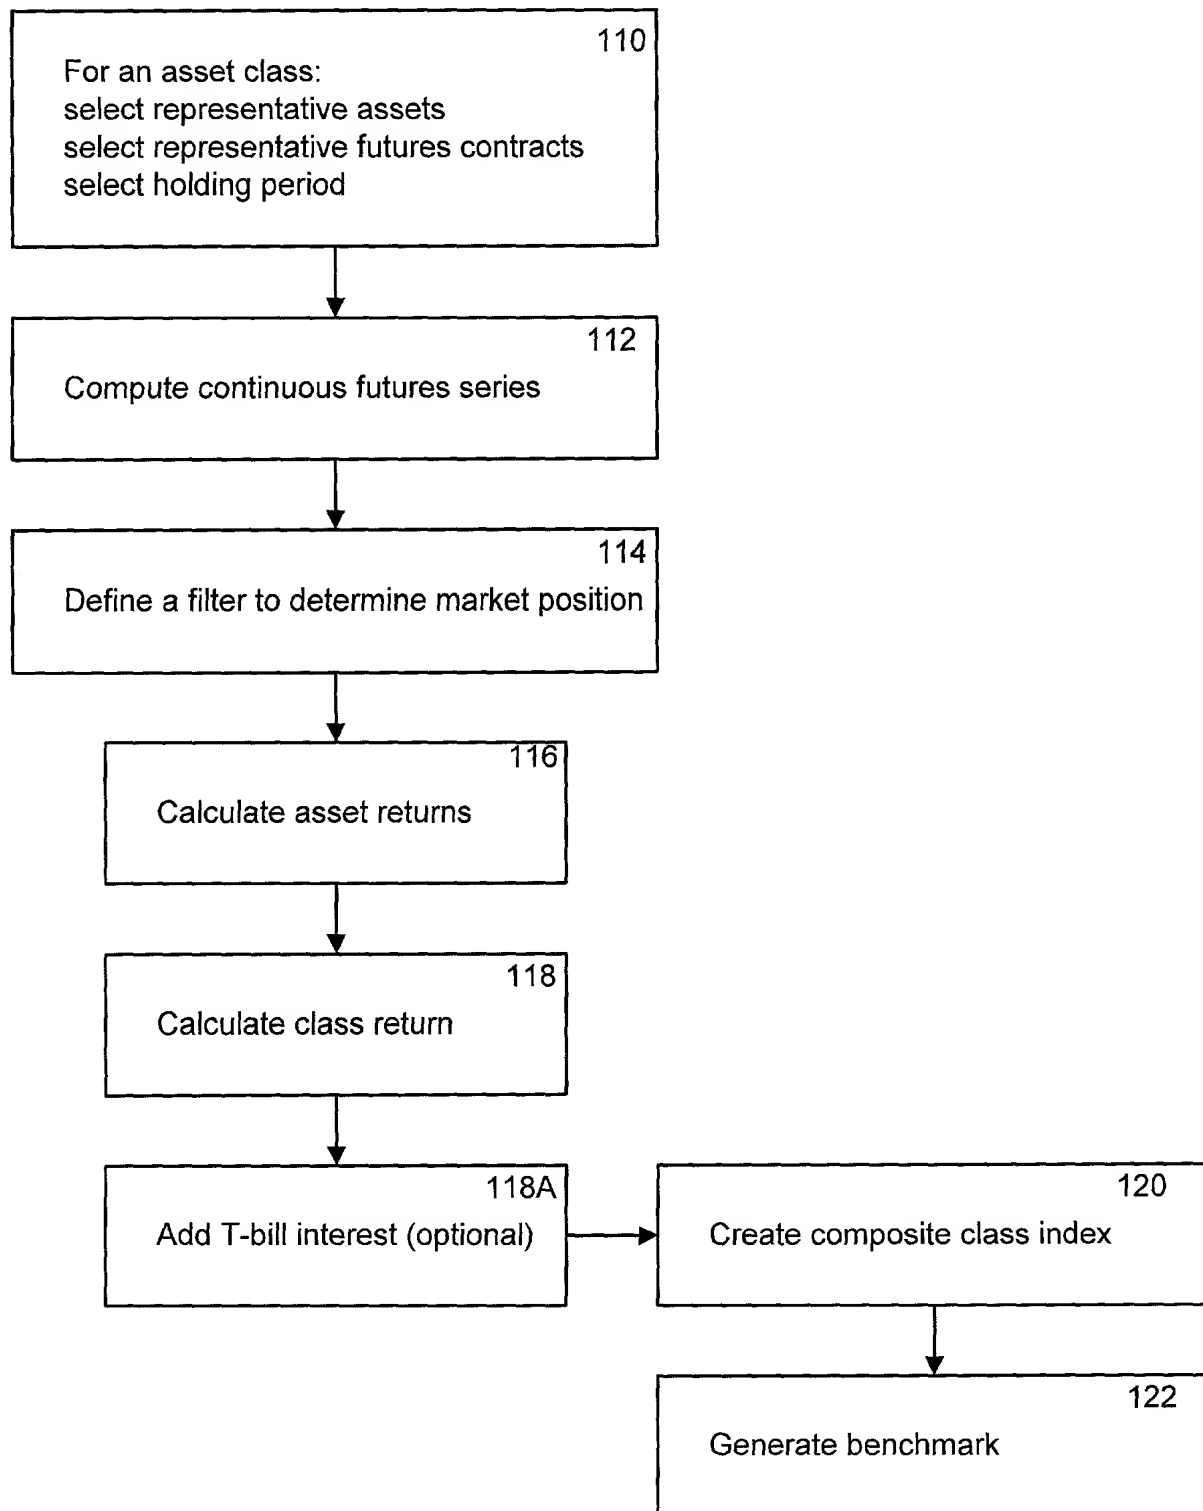 110
For an asset class:
select representative assets
select representative futures contracts
select holding period
112
Compute continuous futures series
114
Define a filter to determine market position
116
Calculate asset returns
118
Calculate class return
118A
Add T-bill interest (optional)
120
Create composite class index
122
Generate benchmark